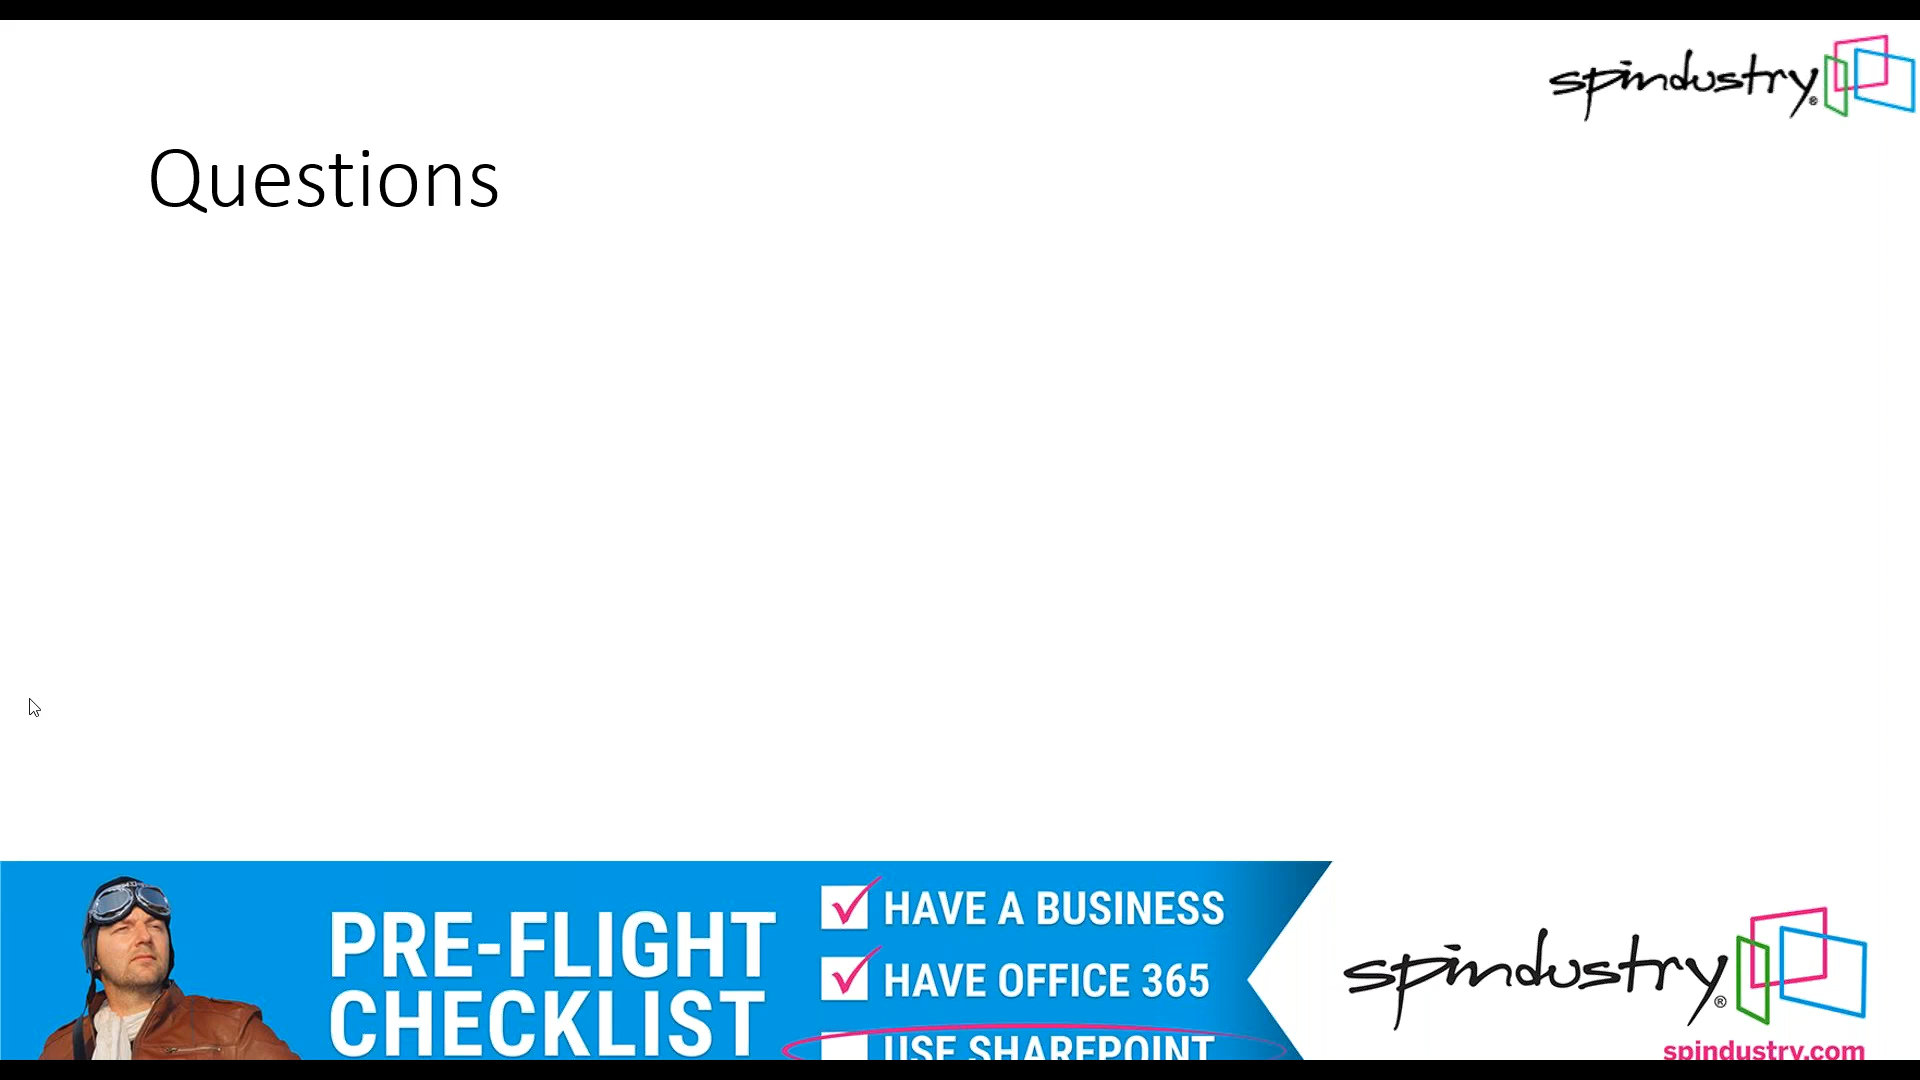 spindustry®
Questions
PRE-FLIGHT
CHECKLIST
HAVE A BUSINESS
HAVE OFFICE 365
USE SHAREPOINT
spindustry®
spindustry.com